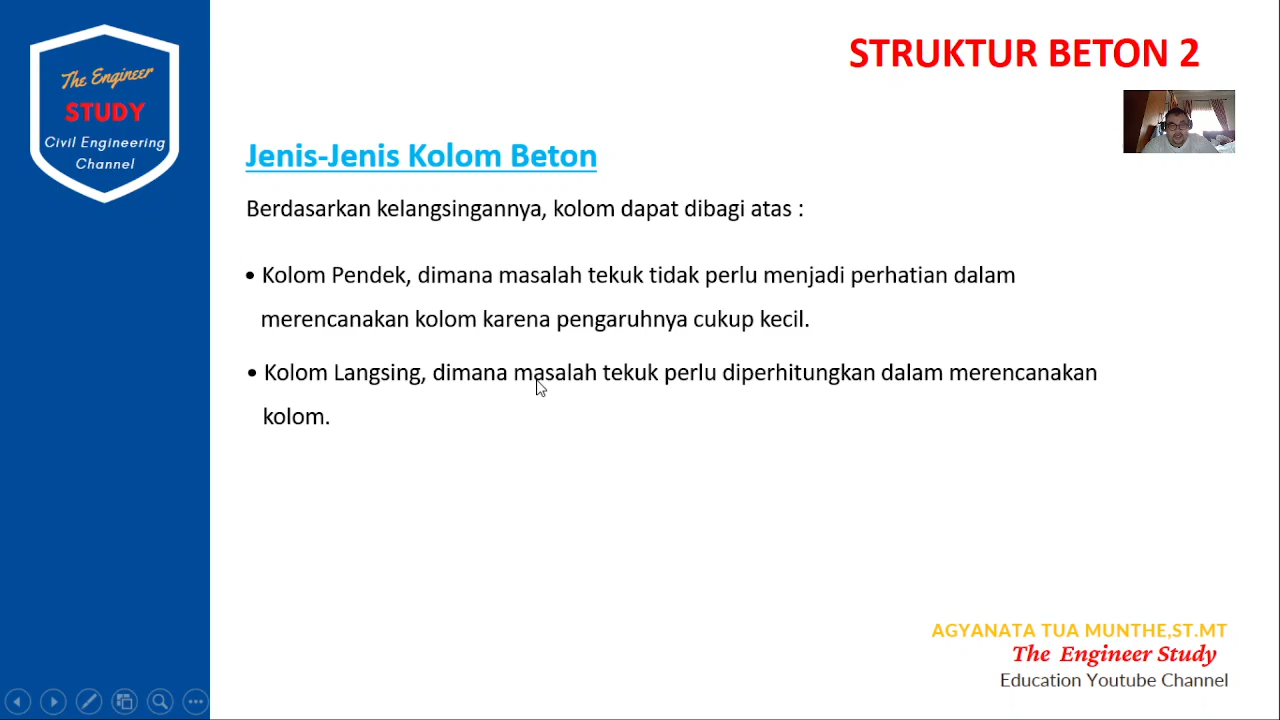 The Engineer
STUDY
Civil Engineering
Channel
STRUKTUR BETON 2
Jenis-Jenis Kolom Beton
Berdasarkan kelangsingannya, kolom dapat dibagi atas :
• Kolom Pendek, dimana masalah tekuk tidak perlu menjadi perhatian dalam
merencanakan kolom karena pengaruhnya cukup kecil.
• Kolom Langsing, dimana masalah tekuk perlu diperhitungkan dalam merencanakan
kolom.
AGYANATA TUA MUNTHE,ST.MT
The Engineer Study
Education Youtube Channel